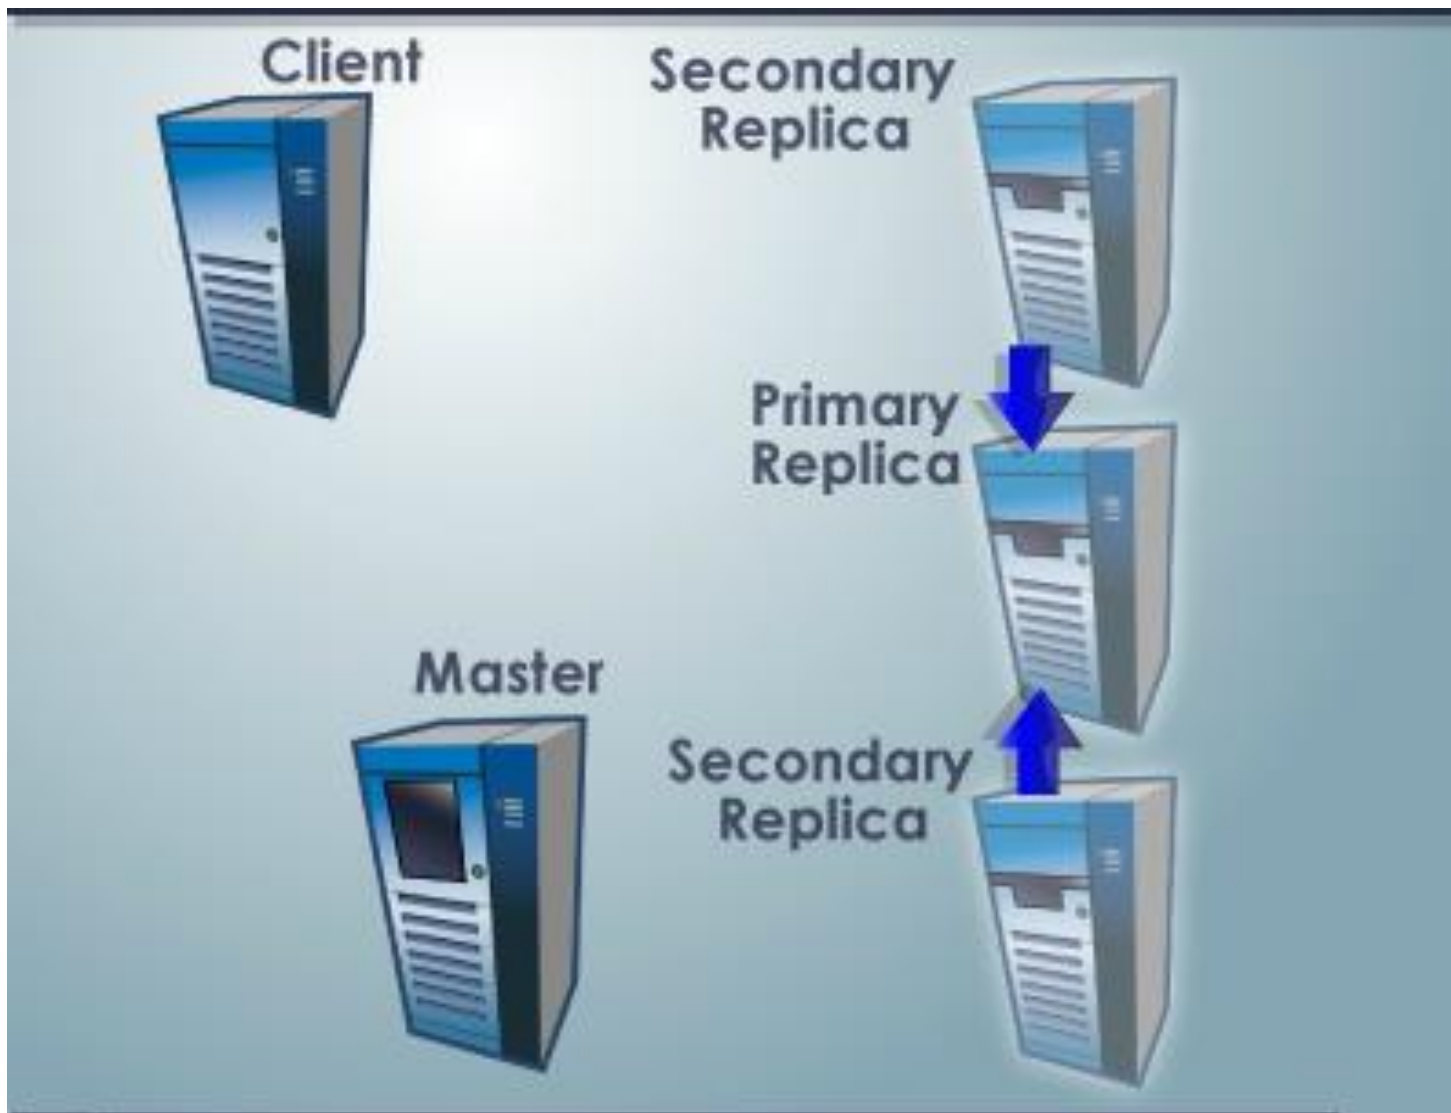 Client
Secondary
Replica
Primary
Replica
Master
Secondary
Replica